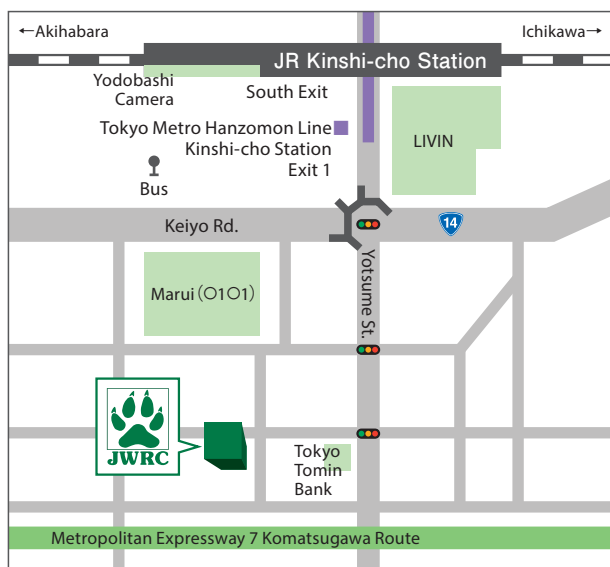 ←Akihabara
Ichikawa→
JR Kinshi-cho Station
Yodobashi
Camera
South Exit
Tokyo Metro Hanzomon Line
Kinshi-cho Station
Exit 1
LIVIN
Bus
Keiyo Rd.
14
Yotsume St.
Marui (OIOI)
JWRC
Tokyo
Tomin
Bank
Metropolitan Expressway 7 Komatsugawa Route